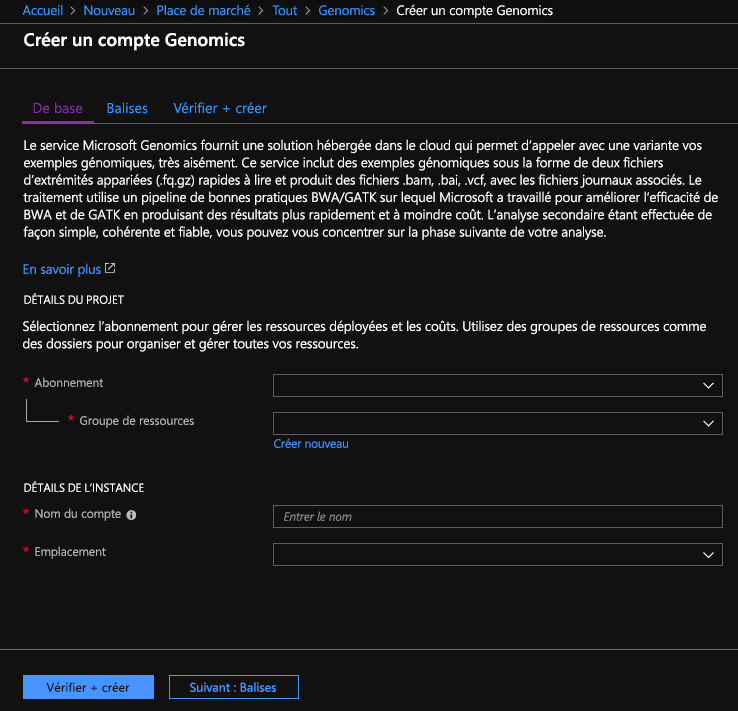 Accueil > Nouveau > Place de marché > Tout > Genomics > Créer un compte Genomics
Créer un compte Genomics
De base Balises Vérifier + créer
Le service Microsoft Genomics fournit une solution hébergée dans le cloud qui permet d’appeler avec une variante vos
exemples génomiques, très aisément. Ce service inclut des exemples génomiques sous la forme de deux fichiers
d’extrémités appariées (.fq.gz) rapides à lire et produit des fichiers .bam, .bai, .vcf, avec les fichiers journaux associés. Le
traitement utilise un pipeline de bonnes pratiques BWA/GATK sur lequel Microsoft a travaillé pour améliorer l’efficacité de
BWA et de GATK en produisant des résultats plus rapidement et à moindre coût. L’analyse secondaire étant effectuée de
façon simple, cohérente et fiable, vous pouvez vous concentrer sur la phase suivante de votre analyse.
En savoir plus
DÉTAILS DU PROJET
Sélectionnez l’abonnement pour gérer les ressources déployées et les coûts. Utilisez des groupes de ressources comme
des dossiers pour organiser et gérer toutes vos ressources.
* Abonnement
* Groupe de ressources
Créer nouveau
DÉTAILS DE L’INSTANCE
* Nom du compte
Entrer le nom
* Emplacement
Vérifier + créer Suivant : Balises